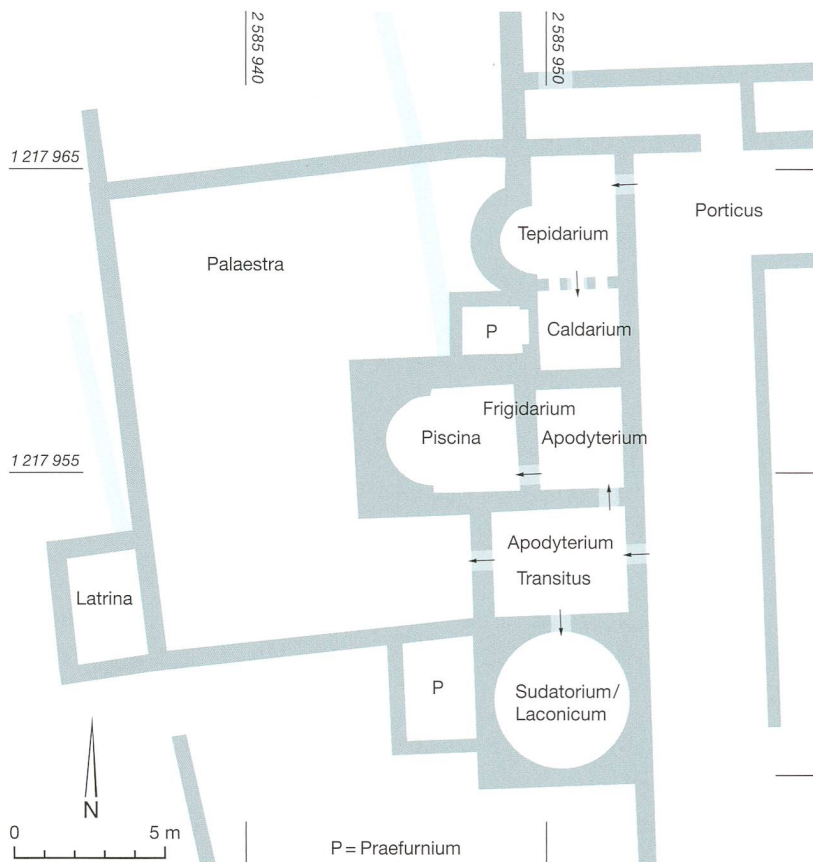 2 585 940
2 585 950
1 217 965
Porticus
Tepidarium
Palaestra
P
Caldarium
Frigidarium
Piscina
Apodyterium
1 217 955
Apodyterium
Transitus
Latrina
P
Sudatorium/
Laconicum
N
0
5 m
P = Praefurnium